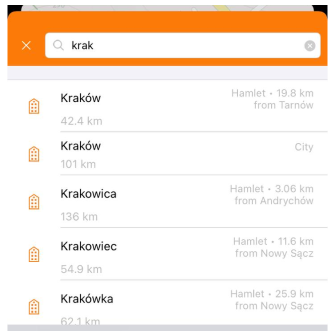 krak
Kraków
Hamlet • 19.8 km
from Tarnów
42.4 km
Kraków
City
101 km
Krakowica
Hamlet • 3.06 km
from Andrychów
136 km
Krakowiec
Hamlet • 11.6 km
from Nowy Sącz
54.9 km
Krakówka
Hamlet • 25.9 km
from Nowy Sącz
62.1 km